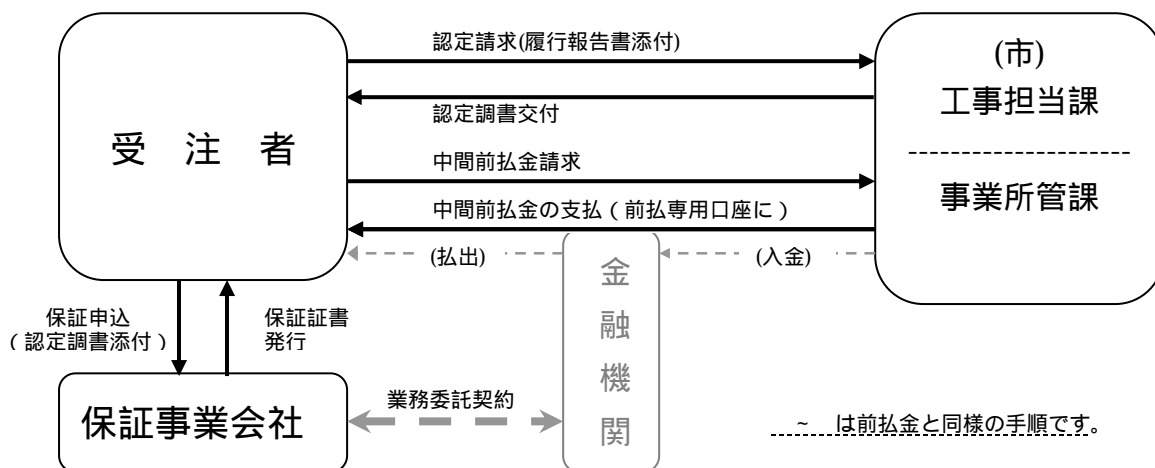 認定請求(履行報告書添付)
(市)
工事担当課
認定調書交付
受 注 者
中間前払金請求
事業所管課
中間前払金の支払(前払専用口座に)
(払出)
(入金)
金
融
機
関
保証申込
(認定調書添付)
保証証書
発行
業務委託契約
保証事業会社
~ は前払金と同様の手順です。